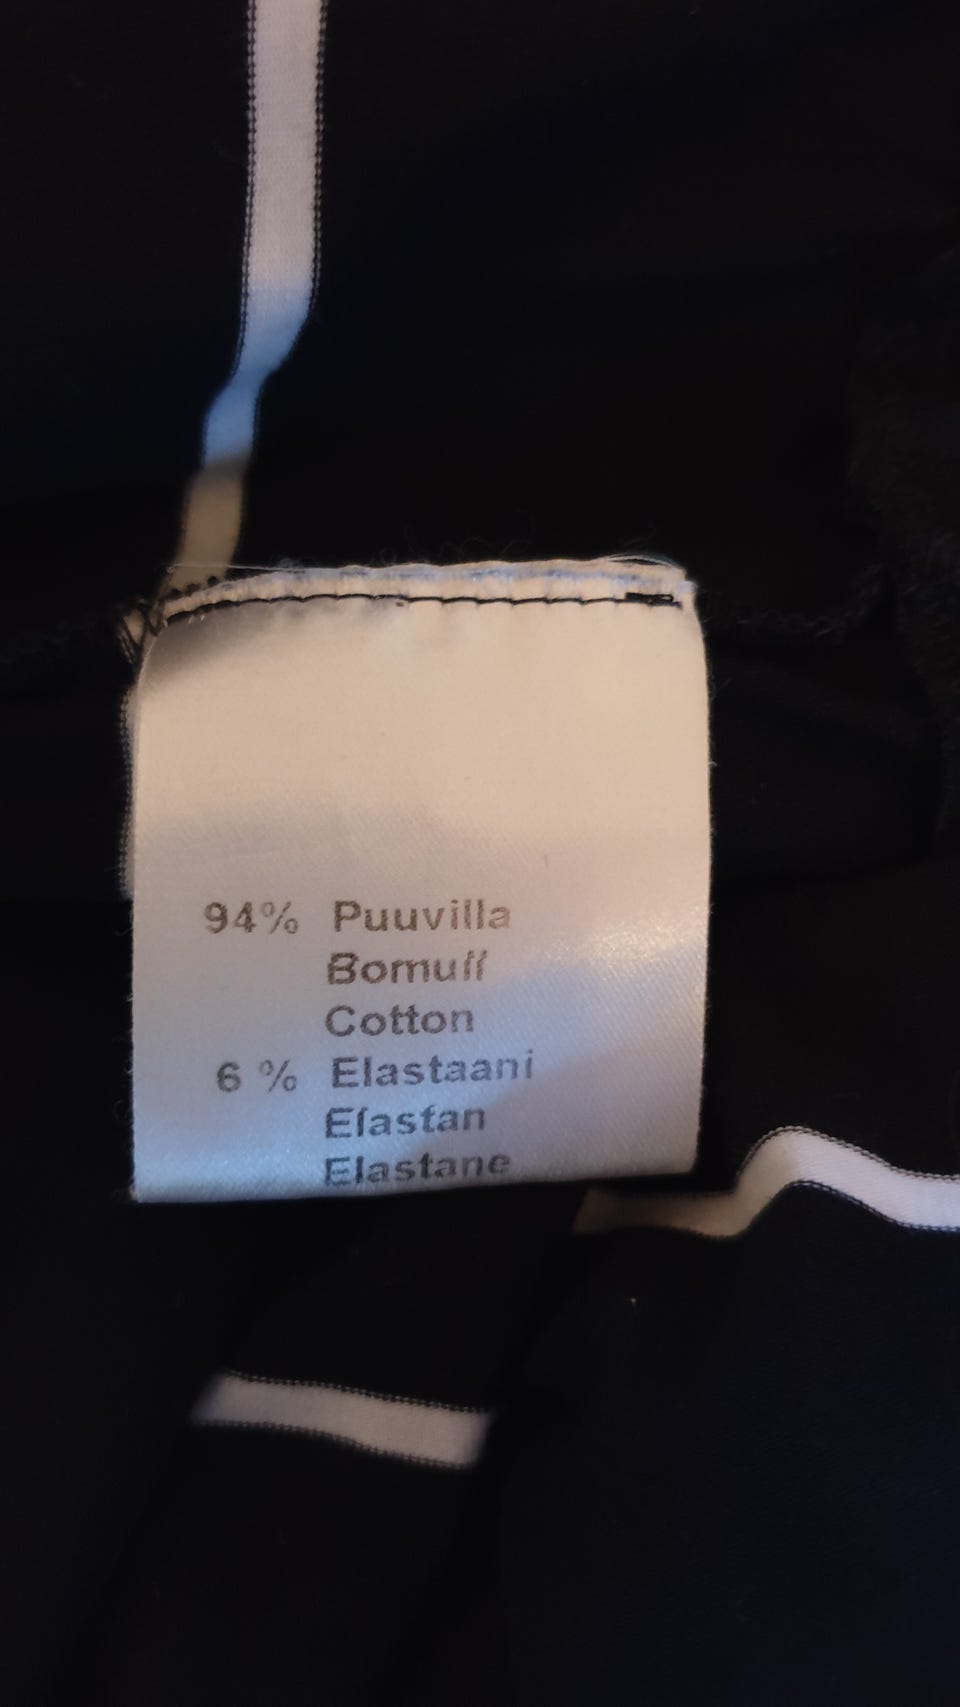 94% Puuvilla
Bomull
Cotton
6 % Elastaani
Elastan
Elastane